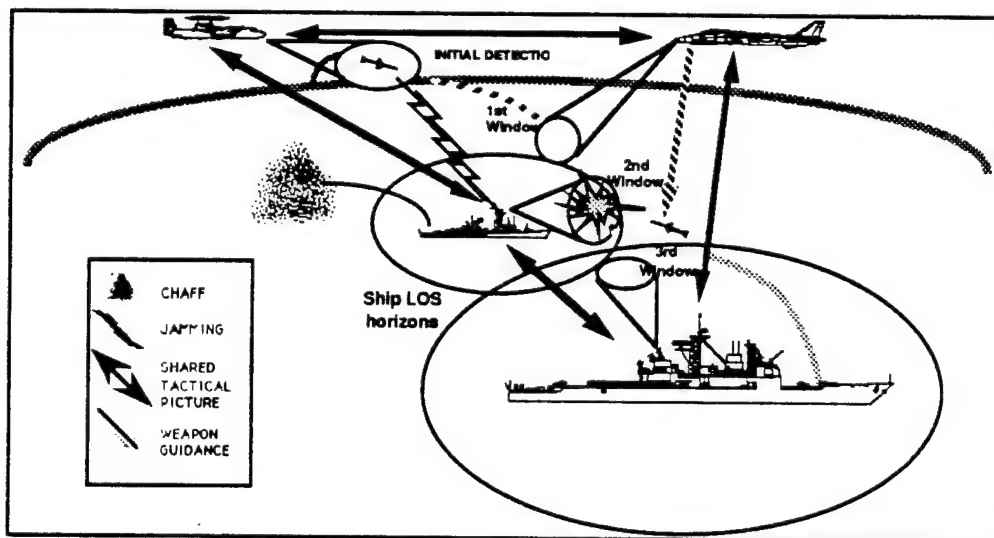 INITIAL DETECTIO
1st
Window
2nd
Window
3rd
Window
Ship LOS
horizons
CHAFF
JAMMING
SHARED
TACTICAL
PICTURE
WEAPON
GUIDANCE